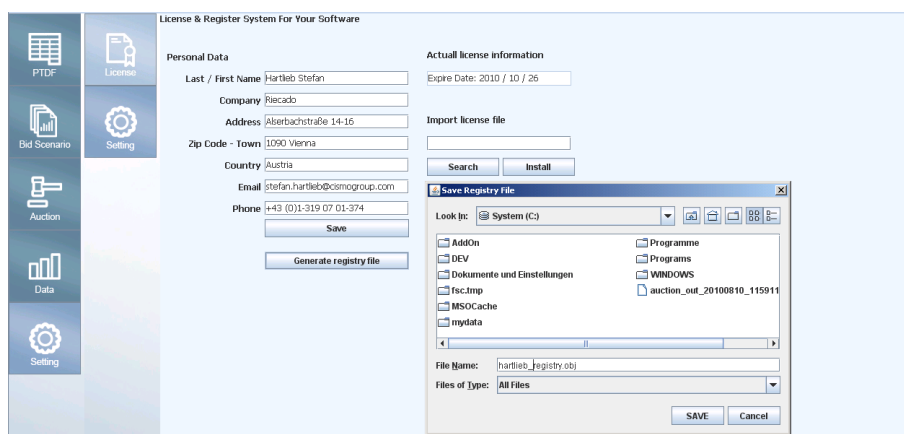 License & Register System For Your Software
PTDF
License
Bid Scenario
Setting
Auction
Data
Setting
Personal Data
Last / First Name Hartlieb Stefan
Company Riecado
Address Alserbachstraße 14-16
Zip Code - Town 1090 Vienna
Country Austria
Email stefan.hartlieb@cismogroup.com
Phone +43 (0)1-319 07 01-374
Save
Generate registry file
Actuall license information
Expire Date: 2010 / 10 / 26
Import license file
Search Install
Save Registry File
Look In: System (C:)
AddOn
DEV
Dokumente und Einstellungen
fsc.tmp
MSOCache
mydata
Programme
Programs
WINDOWS
auction_out_20100810_115911
File Name: hartlieb_registry.obj
Files of Type: All Files
SAVE Cancel